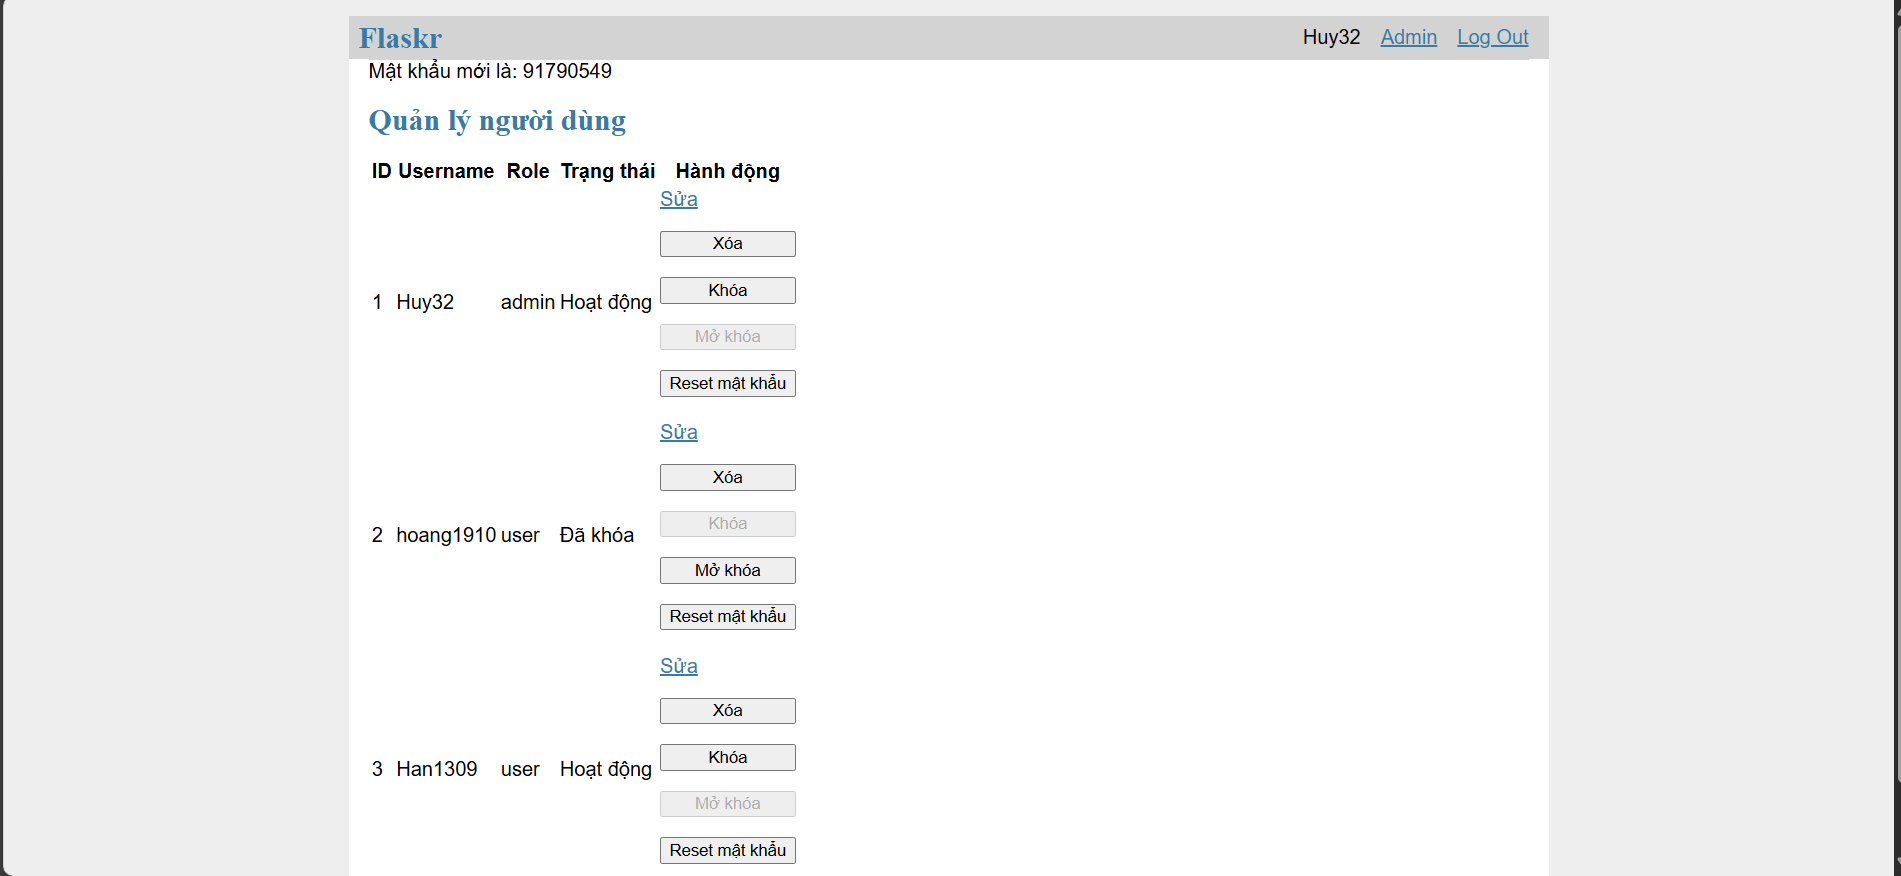 Flaskr Huy32 Admin Log Out
Mật khẩu mới là: 91790549
Quản lý người dùng
ID Username Role Trạng thái Hành động
Sửa
Xóa
Khóa
1 Huy32 admin Hoạt động
Mở khóa
Reset mật khẩu
Sửa
Xóa
Khóa
2 hoang1910 user Đã khóa
Mở khóa
Reset mật khẩu
Sửa
Xóa
Khóa
3 Han1309 user Hoạt động
Mở khóa
Reset mật khẩu